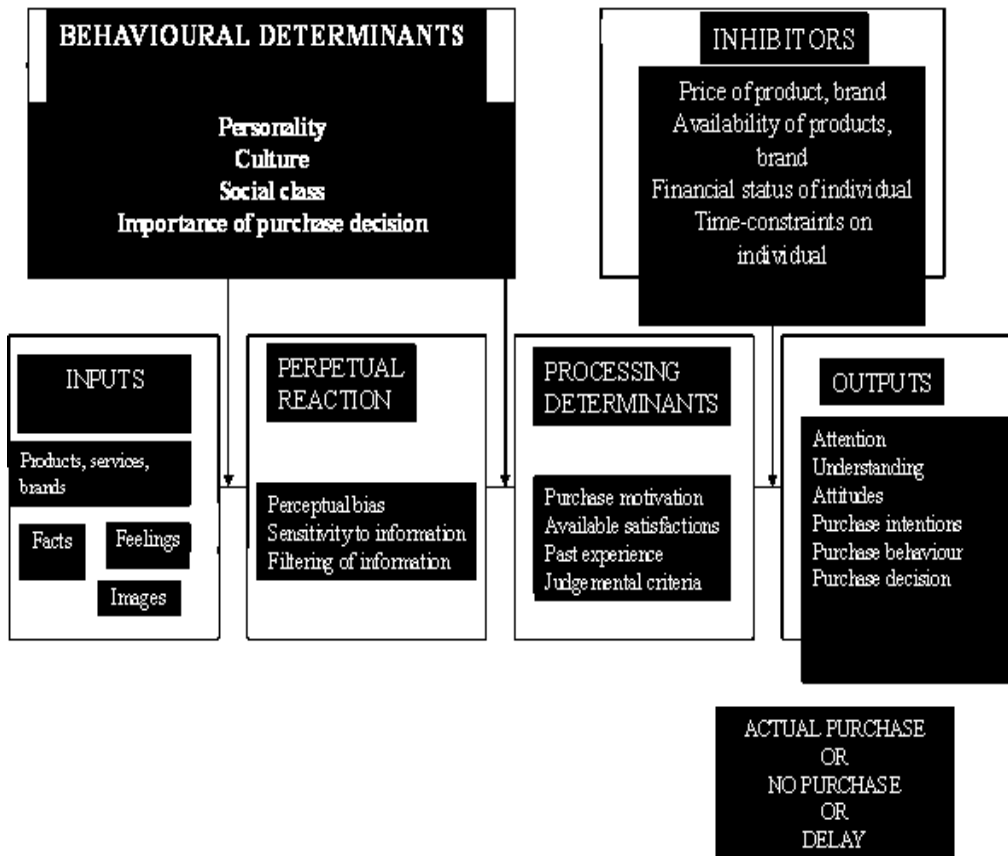 BEHAVIOURAL DETERMINANTS
Personality
Culture
Social class
Importance of purchase decision
INHIBITORS
Price of product, brand
Availability of products,
brand
Financial status of individual
Time-constraints on
individual
INPUTS
Products, services,
brands
Facts
Feelings
Images
PERPETUAL
REACTION
Perceptual bias
Sensitivity to information
Filtering of information
PROCESSING
DETERMINANTS
Purchase motivation
Available satisfactions
Past experience
Judgemental criteria
OUTPUTS
Attention
Understanding
Attitudes
Purchase intentions
Purchase behaviour
Purchase decision
ACTUAL PURCHASE
OR
NO PURCHASE
OR
DELAY